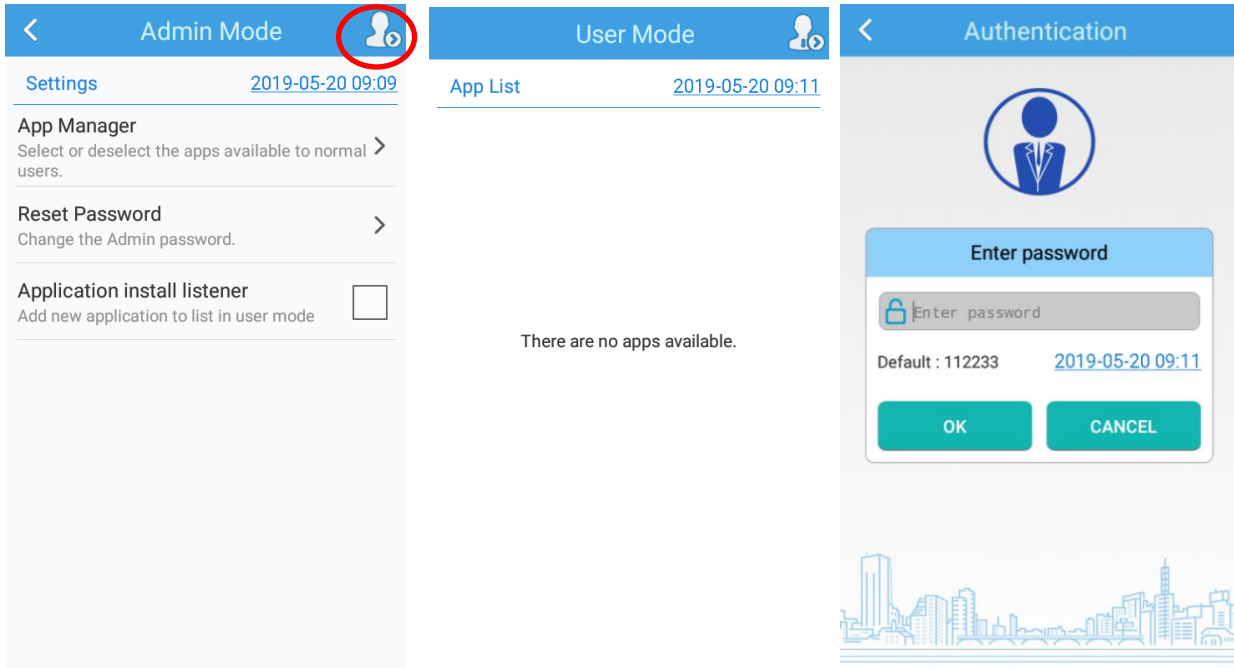 Admin Mode
Settings
2019-05-20 09:09
App Manager
Select or deselect the apps available to normal
users.
Reset Password
Change the Admin password.
Application install listener
Add new application to list in user mode
User Mode
App List
2019-05-20 09:11
There are no apps available.
Authentication
Enter password
Enter password
Default : 112233
2019-05-20 09:11
OK
CANCEL